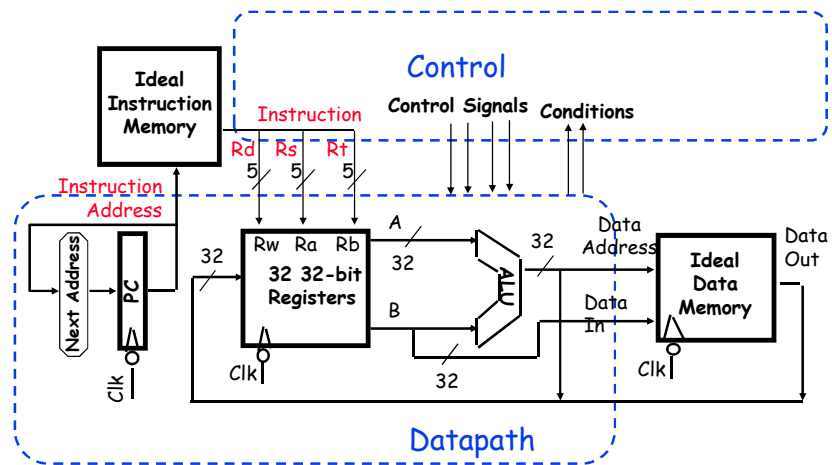 Control
Ideal
Instruction
Memory
Control Signals
Conditions
Instruction
Rd
Rs
Rt
5
5
5
Instruction
Address
Next Address
PC
Clk
32
Rw
Ra
Rb
32 32-bit
Registers
Clk
A
32
B
32
ALU
32
Data
Address
Data
In
Ideal
Data
Memory
Clk
Data
Out
Datapath